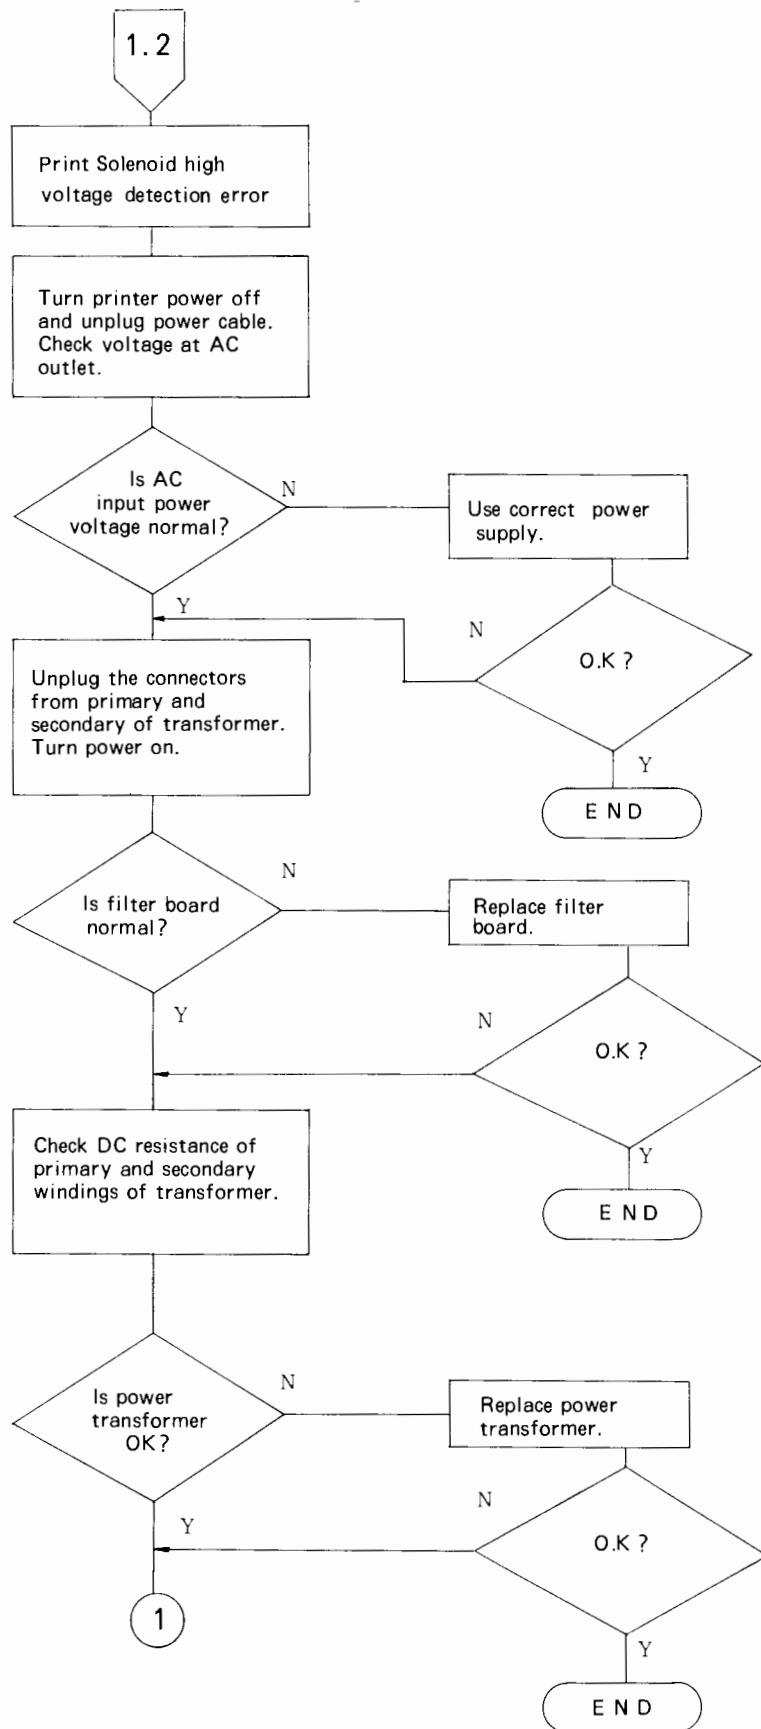 1.2
Print Solenoid high
voltage detection error
Turn printer power off
and unplug power cable.
Check voltage at AC
outlet.
Is AC
input power
voltage normal?
N
Use correct power
supply.
Y
N
O.K ?
Y
END
Unplug the connectors
from primary and
secondary of transformer.
Turn power on.
Is filter board
normal?
N
Replace filter
board.
Y
N
O.K ?
Y
END
Check DC resistance of
primary and secondary
windings of transformer.
Is power
transformer
OK?
N
Replace power
transformer.
Y
N
O.K ?
Y
END
1